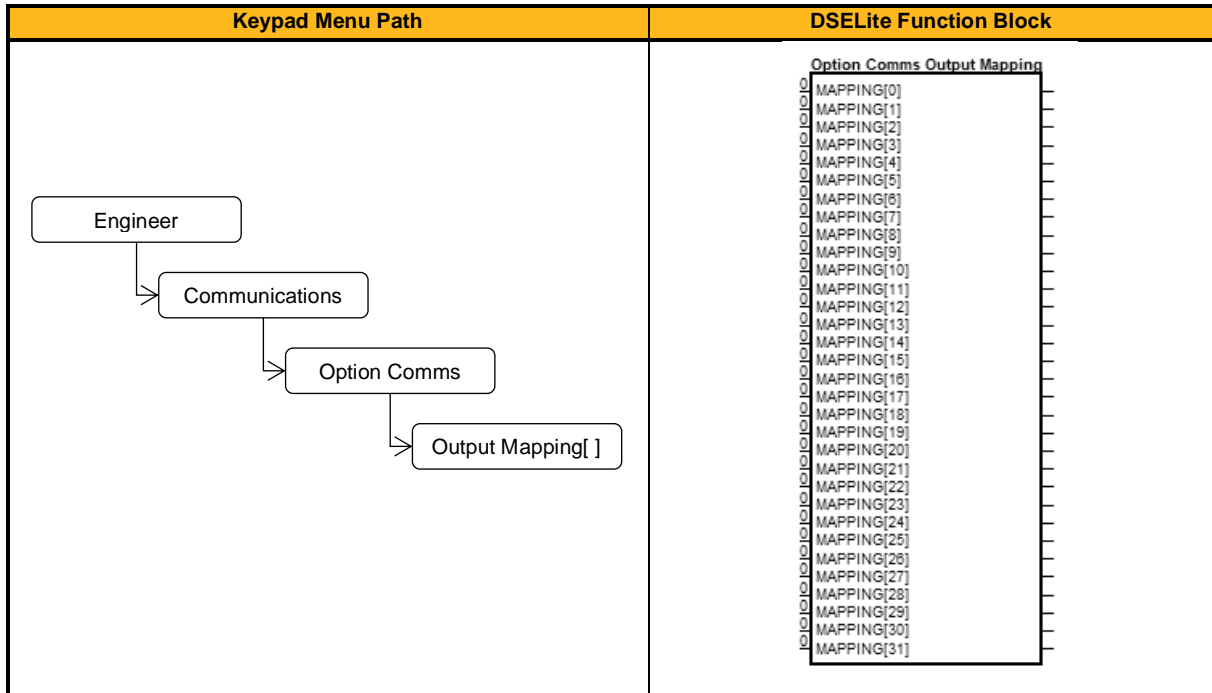 Keypad Menu Path
DSELite Function Block
Engineer
Communications
Option Comms
Output Mapping[ ]
Option Comms Output Mapping
0 MAPPING[0]
0 MAPPING[1]
0 MAPPING[2]
0 MAPPING[3]
0 MAPPING[4]
0 MAPPING[5]
0 MAPPING[6]
0 MAPPING[7]
0 MAPPING[8]
0 MAPPING[9]
0 MAPPING[10]
0 MAPPING[11]
0 MAPPING[12]
0 MAPPING[13]
0 MAPPING[14]
0 MAPPING[15]
0 MAPPING[16]
0 MAPPING[17]
0 MAPPING[18]
0 MAPPING[19]
0 MAPPING[20]
0 MAPPING[21]
0 MAPPING[22]
0 MAPPING[23]
0 MAPPING[24]
0 MAPPING[25]
0 MAPPING[26]
0 MAPPING[27]
0 MAPPING[28]
0 MAPPING[29]
0 MAPPING[30]
0 MAPPING[31]